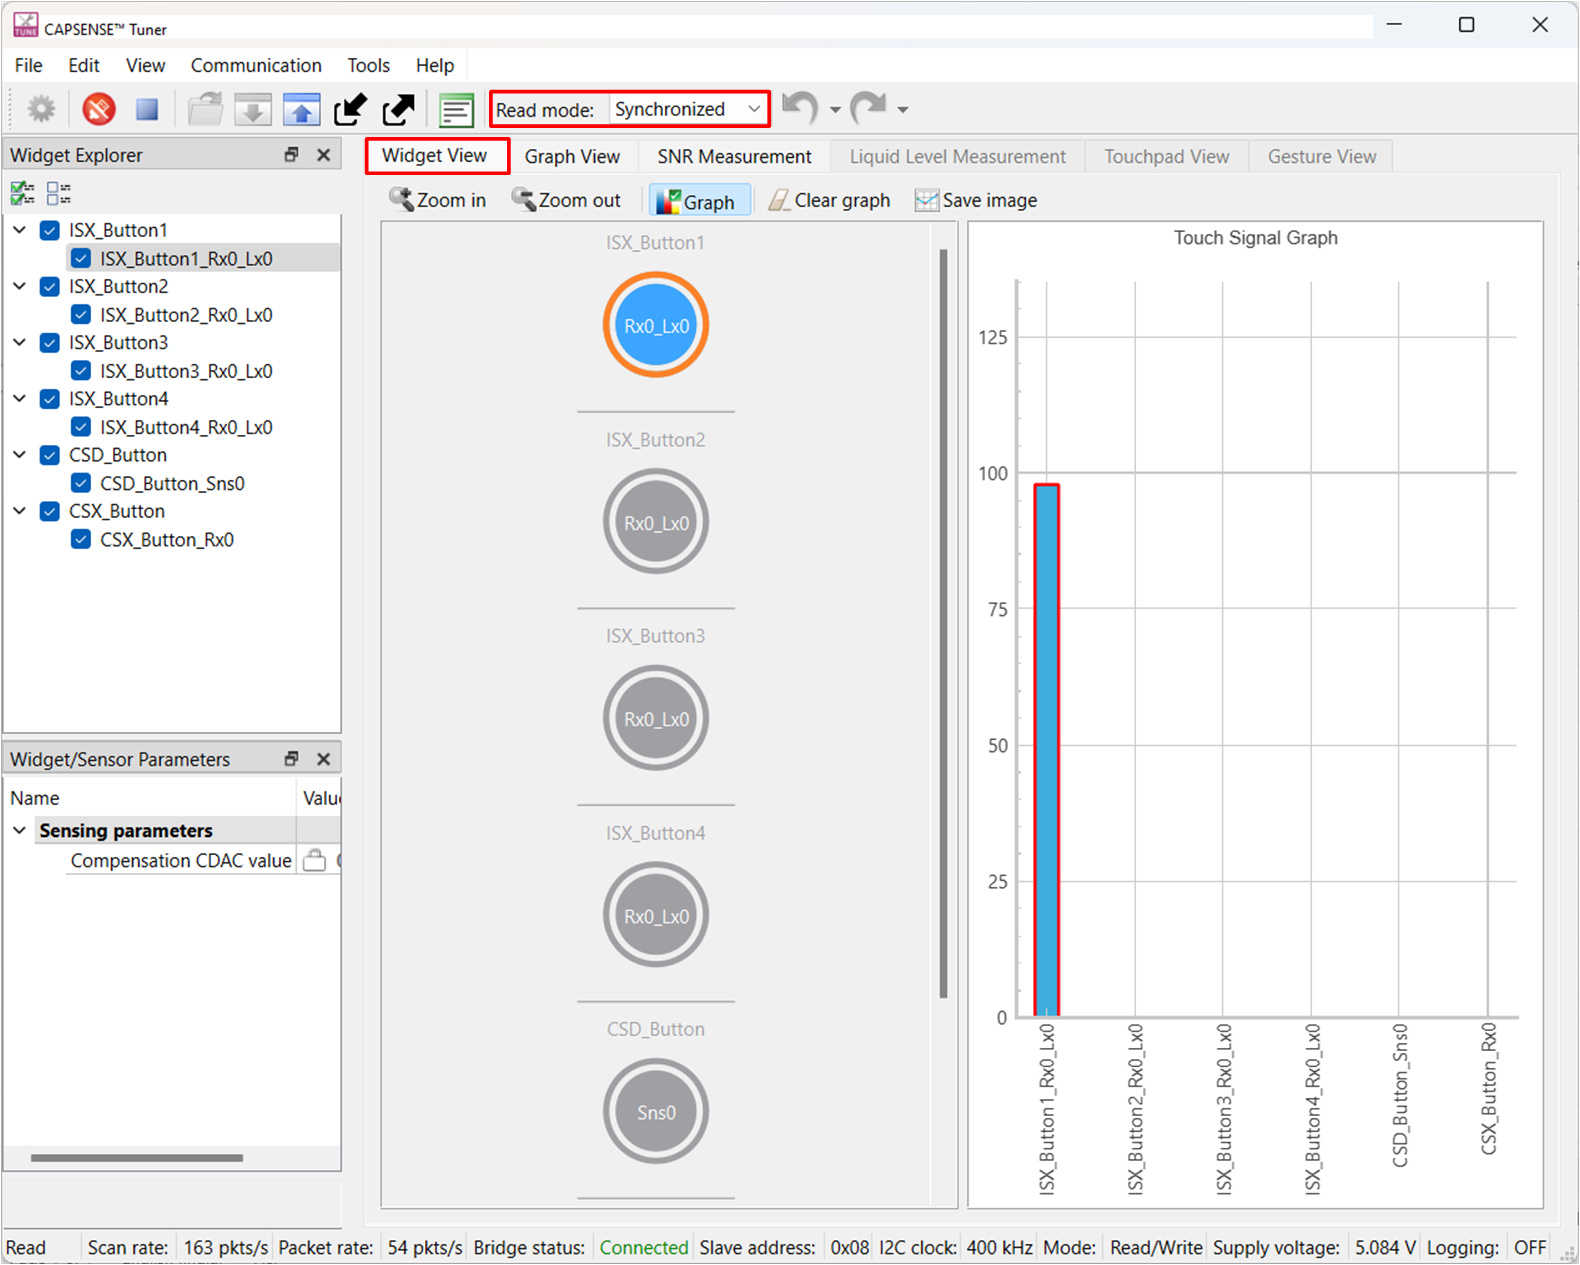 CAPSENSE™ Tuner
File Edit View Communication Tools Help
Read mode: Synchronized
Widget Explorer
ISX_Button1
ISX_Button1_Rx0_Lx0
ISX_Button2
ISX_Button2_Rx0_Lx0
ISX_Button3
ISX_Button3_Rx0_Lx0
ISX_Button4
ISX_Button4_Rx0_Lx0
CSD_Button
CSD_Button_Sns0
CSX_Button
CSX_Button_Rx0
Widget/Sensor Parameters
Name Value
Sensing parameters
Compensation CDAC value
Widget View Graph View SNR Measurement Liquid Level Measurement Touchpad View Gesture View
Zoom in Zoom out Graph Clear graph Save image
ISX_Button1
Rx0_Lx0
ISX_Button2
Rx0_Lx0
ISX_Button3
Rx0_Lx0
ISX_Button4
Rx0_Lx0
CSD_Button
Sns0
Touch Signal Graph
125
100
75
50
25
0
ISX_Button1_Rx0_Lx0
ISX_Button2_Rx0_Lx0
ISX_Button3_Rx0_Lx0
ISX_Button4_Rx0_Lx0
CSD_Button_Sns0
CSX_Button_Rx0
Read Scan rate: 163 pkts/s Packet rate: 54 pkts/s Bridge status: Connected Slave address: 0x08 I2C clock: 400 kHz Mode: Read/Write Supply voltage: 5.084 V Logging: OFF